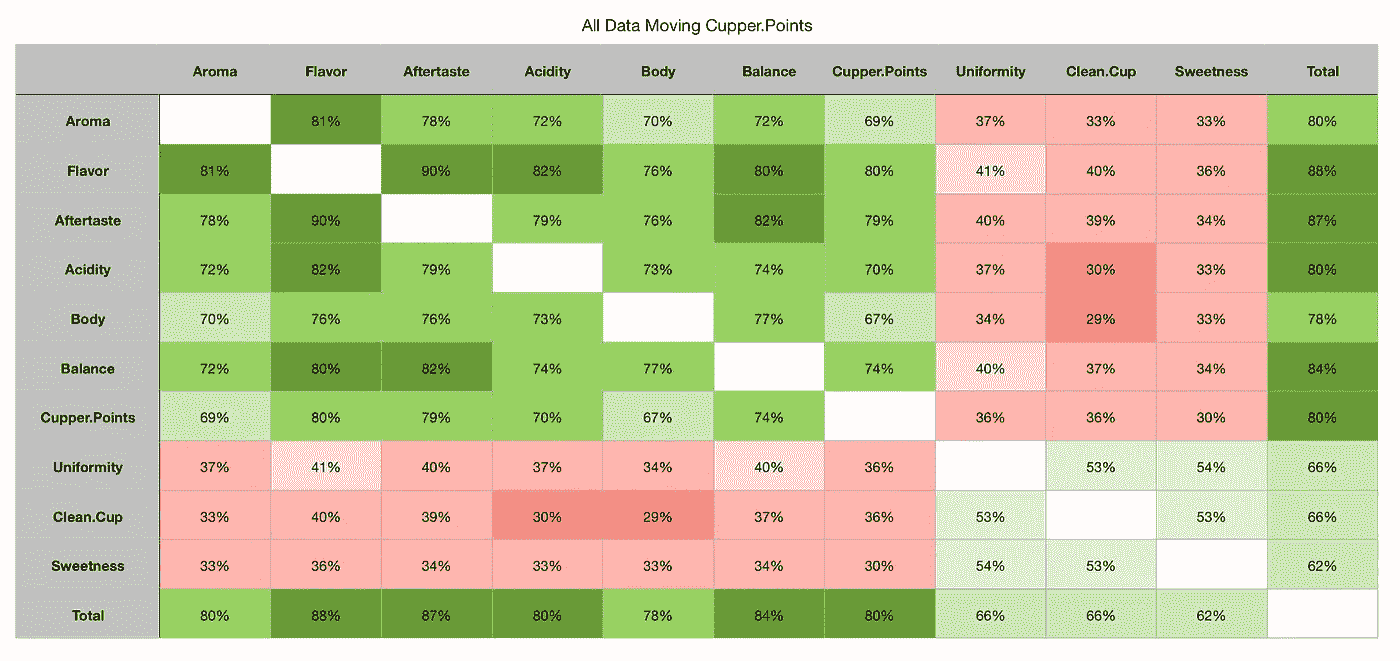 All Data Moving Cupper.Points
Aroma Flavor Aftertaste Acidity Body Balance Cupper.Points Uniformity Clean.Cup Sweetness Total
Aroma 81% 78% 72% 70% 72% 69% 37% 33% 33% 80%
Flavor 81% 90% 82% 76% 80% 80% 41% 40% 36% 88%
Aftertaste 78% 90% 79% 76% 82% 79% 40% 39% 34% 87%
Acidity 72% 82% 79% 73% 74% 70% 37% 30% 33% 80%
Body 70% 76% 76% 73% 77% 67% 34% 29% 33% 78%
Balance 72% 80% 82% 74% 77% 74% 40% 37% 34% 84%
Cupper.Points 69% 80% 79% 70% 67% 74% 36% 36% 30% 80%
Uniformity 37% 41% 40% 37% 34% 40% 36% 53% 54% 66%
Clean.Cup 33% 40% 39% 30% 29% 37% 36% 53% 53% 66%
Sweetness 33% 36% 34% 33% 33% 34% 30% 54% 53% 62%
Total 80% 88% 87% 80% 78% 84% 80% 66% 66% 62%